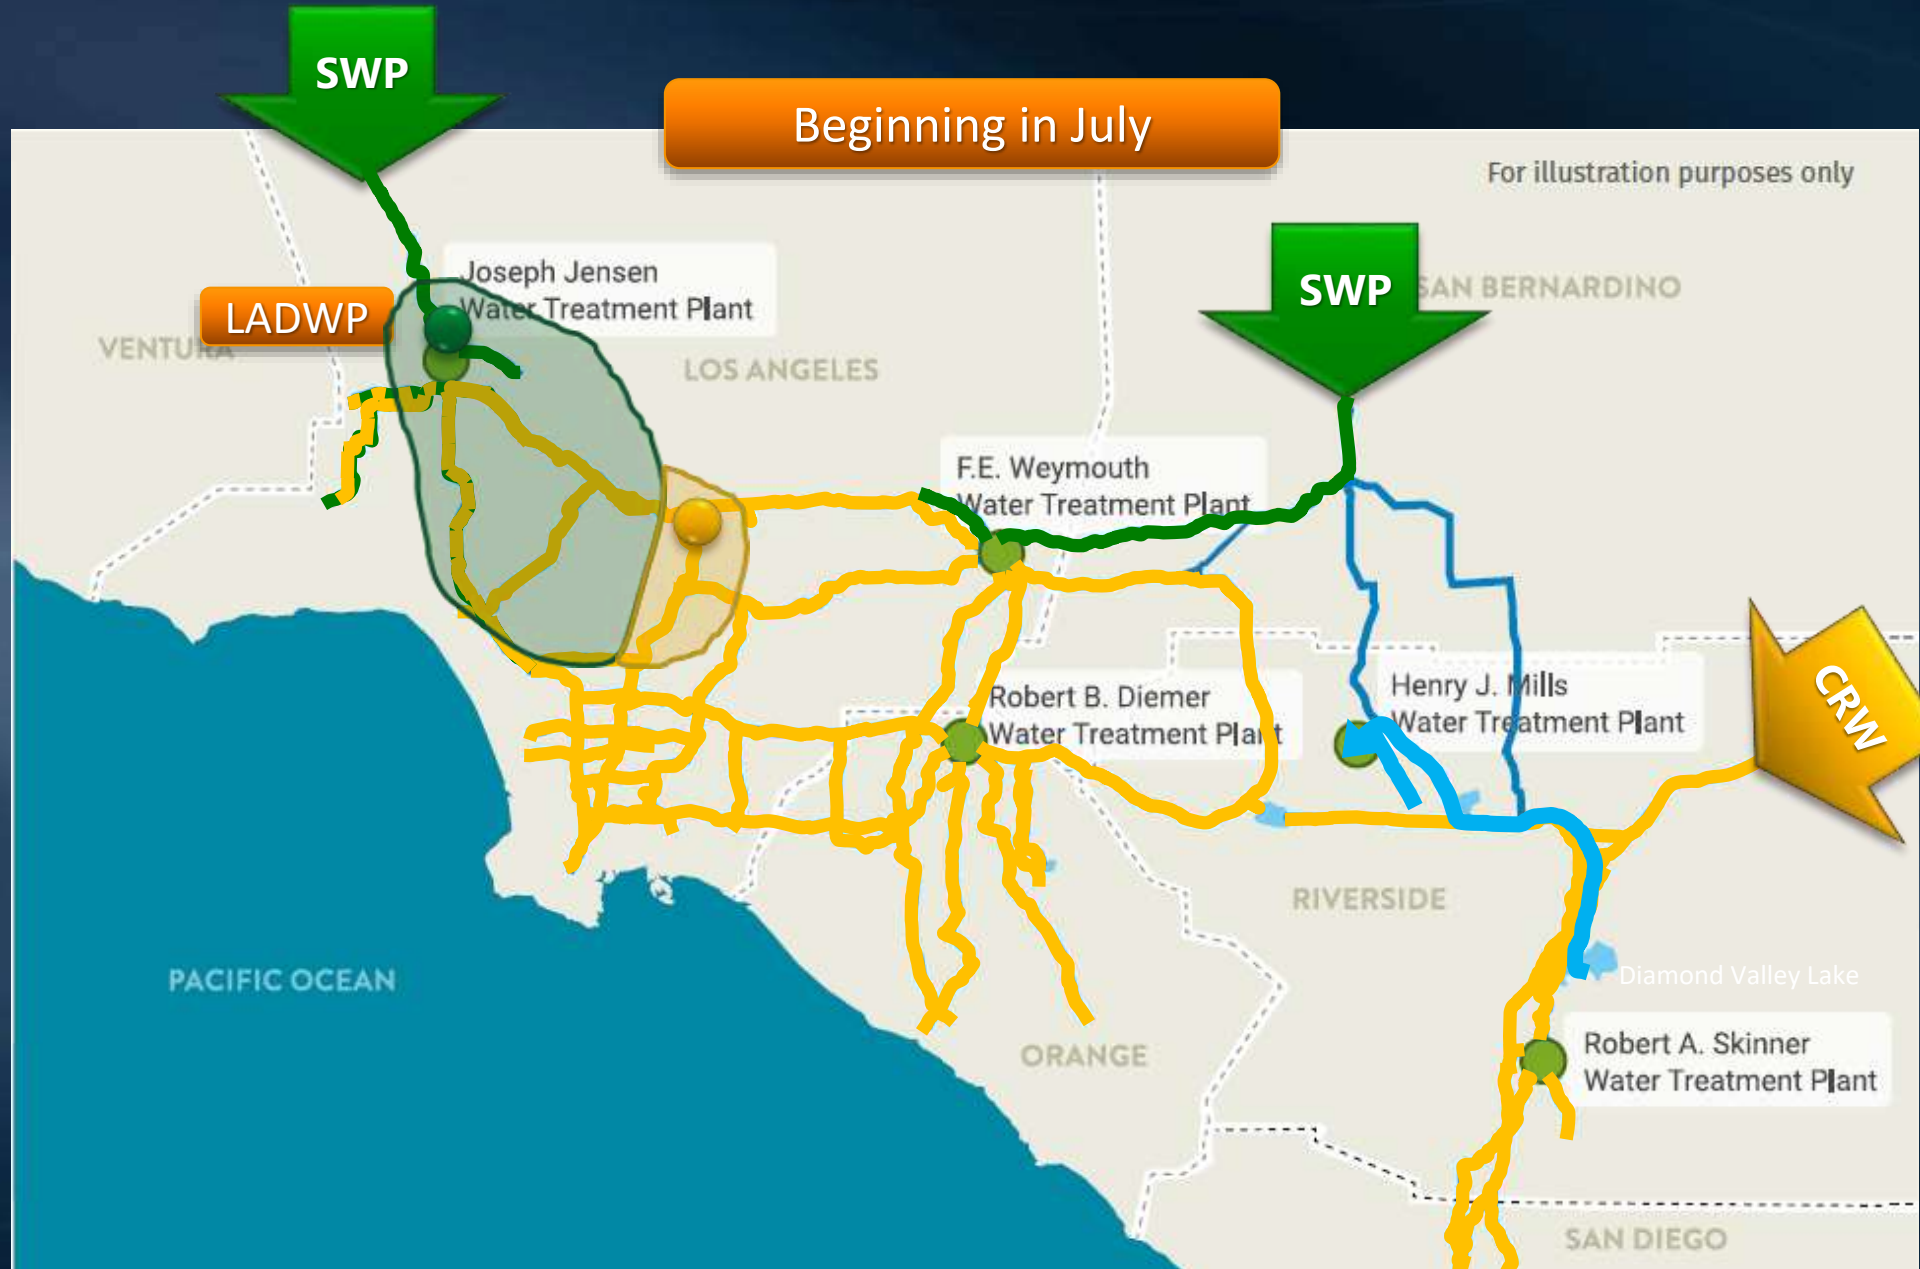 SWP
Beginning in July
For illustration purposes only
Joseph Jensen
Water Treatment Plant
SWP
SAN BERNARDINO
LADWP
VENTURA
LOS ANGELES
F.E. Weymouth
Water Treatment Plant
Robert B. Diemer
Water Treatment Plant
Henry J. Mills
Water Treatment Plant
CRW
RIVERSIDE
PACIFIC OCEAN
Diamond Valley Lake
ORANGE
Robert A. Skinner
Water Treatment Plant
SAN DIEGO